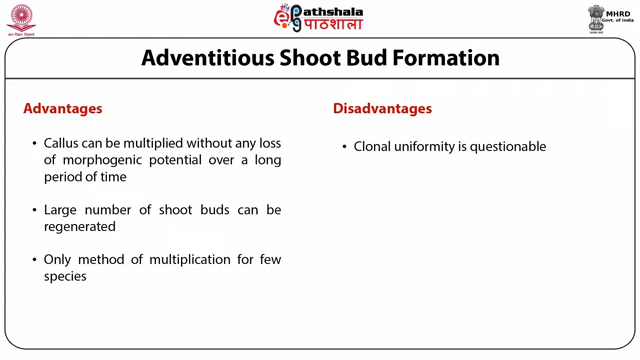 Pathshala
पाठशाला
MHRD
Govt. of India
Adventitious Shoot Bud Formation
Advantages
• Callus can be multiplied without any loss
of morphogenic potential over a long
period of time
• Large number of shoot buds can be
regenerated
• Only method of multiplication for few
species
Disadvantages
• Clonal uniformity is questionable